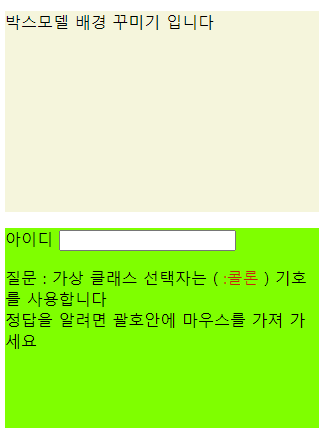 박스모델 배경 꾸미기 입니다
아이디
질문 : 가상 클래스 선택자는 ( :콜론 ) 기호
를 사용합니다
정답을 알려면 괄호안에 마우스를 가져 가
세요